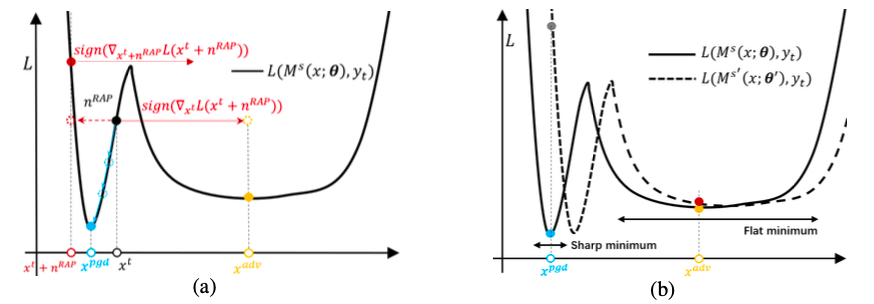 L
sign(∇_{x^t+n^{RAP}}L(x^t + n^{RAP}))
L(M^s(x; θ), y_t)
n^{RAP}
sign(∇_{x^t}L(x^t + n^{RAP}))
x^t + n^{RAP} x^{pgd} x^t x^{adv}
(a)
L
L(M^s(x; θ), y_t)
L(M^{s'}(x; θ'), y_t)
Flat minimum
Sharp minimum
x^{pgd} x^{adv}
(b)